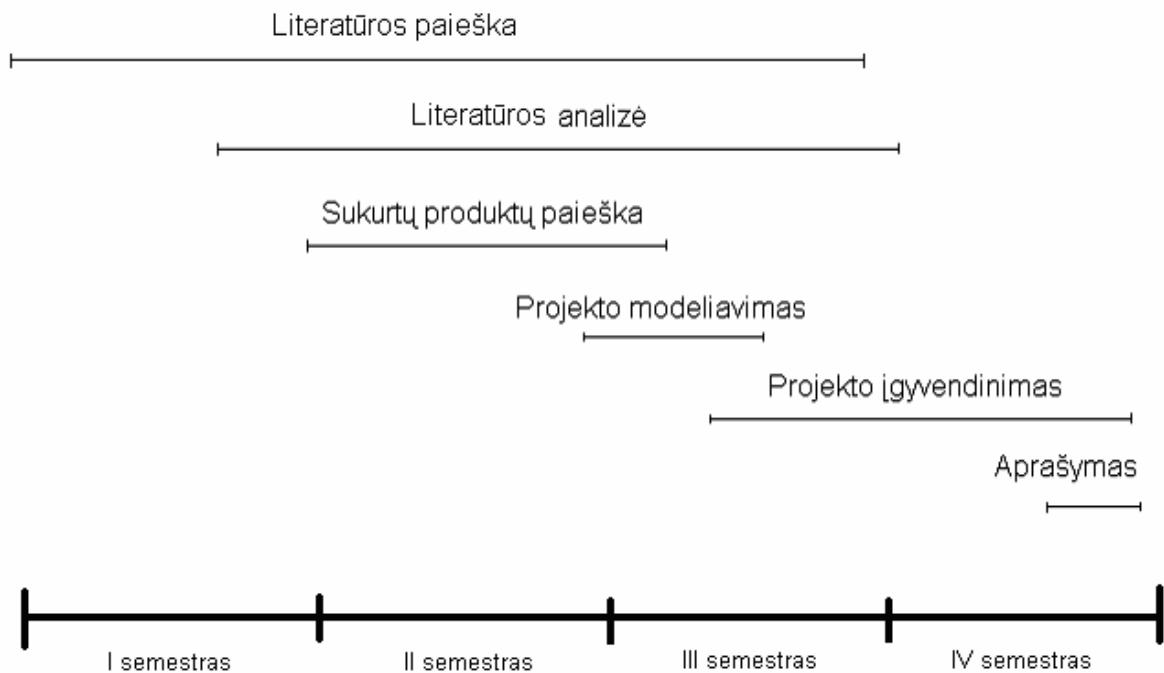 Literatūros paieška
Literatūros analizė
Sukurtų produktų paieška
Projekto modeliavimas
Projekto įgyvendinimas
Aprašymas
I semestras
II semestras
III semestras
IV semestras